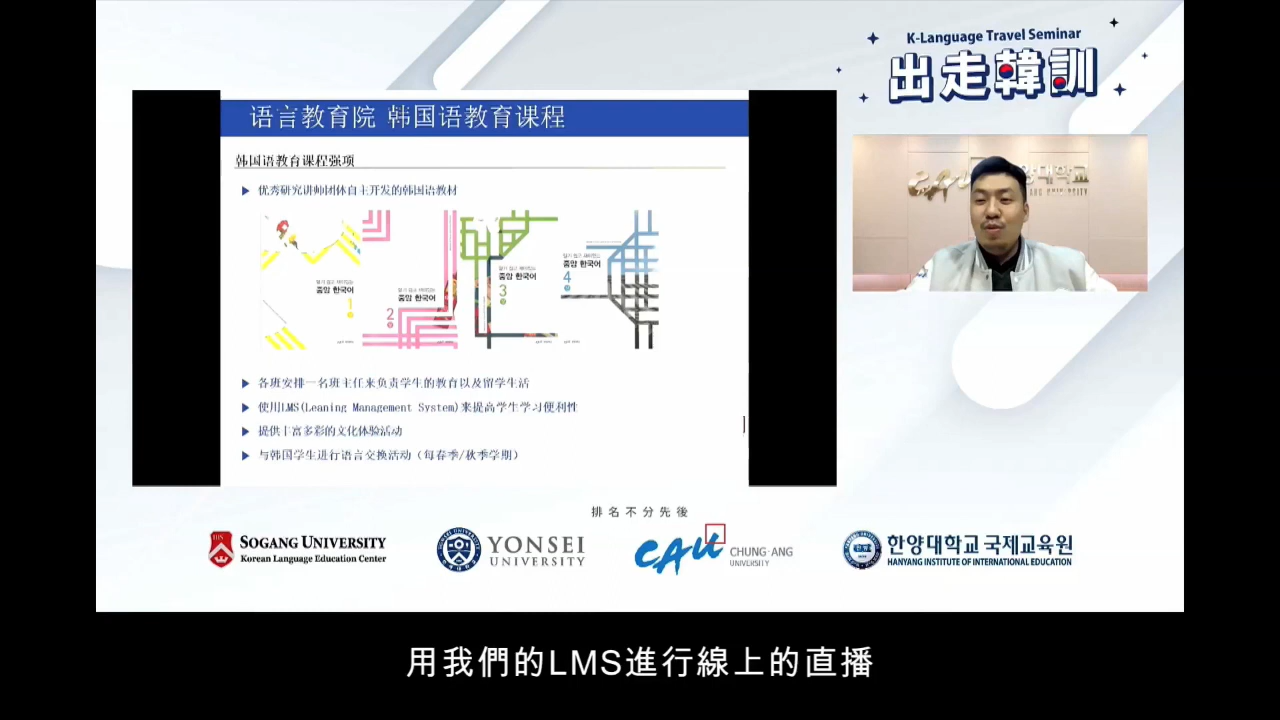 K-Language Travel Seminar
出走韓訓
语言教育院 韩国语教育课程
韩国语教育课程强项
▶ 优秀研究讲师团体自主开发的韩国语教材
중앙 한국어
1
중앙 한국어
2
중앙 한국어
3
중앙 한국어
4
▶ 各班安排一名班主任来负责学生的教育以及留学生活
▶ 使用LMS(Leaning Management System)来提高学生学习便利性
▶ 提供丰富多彩的文化体验活动
▶ 与韩国学生进行语言交换活动（每春季/秋季学期）
대학교
排名不分先後
SOGANG UNIVERSITY
Korean Language Education Center
YONSEI
UNIVERSITY
CAU
CHUNG-ANG
UNIVERSITY
한양대학교 국제교육원
HANYANG INSTITUTE OF INTERNATIONAL EDUCATION
用我們的LMS進行線上的直播